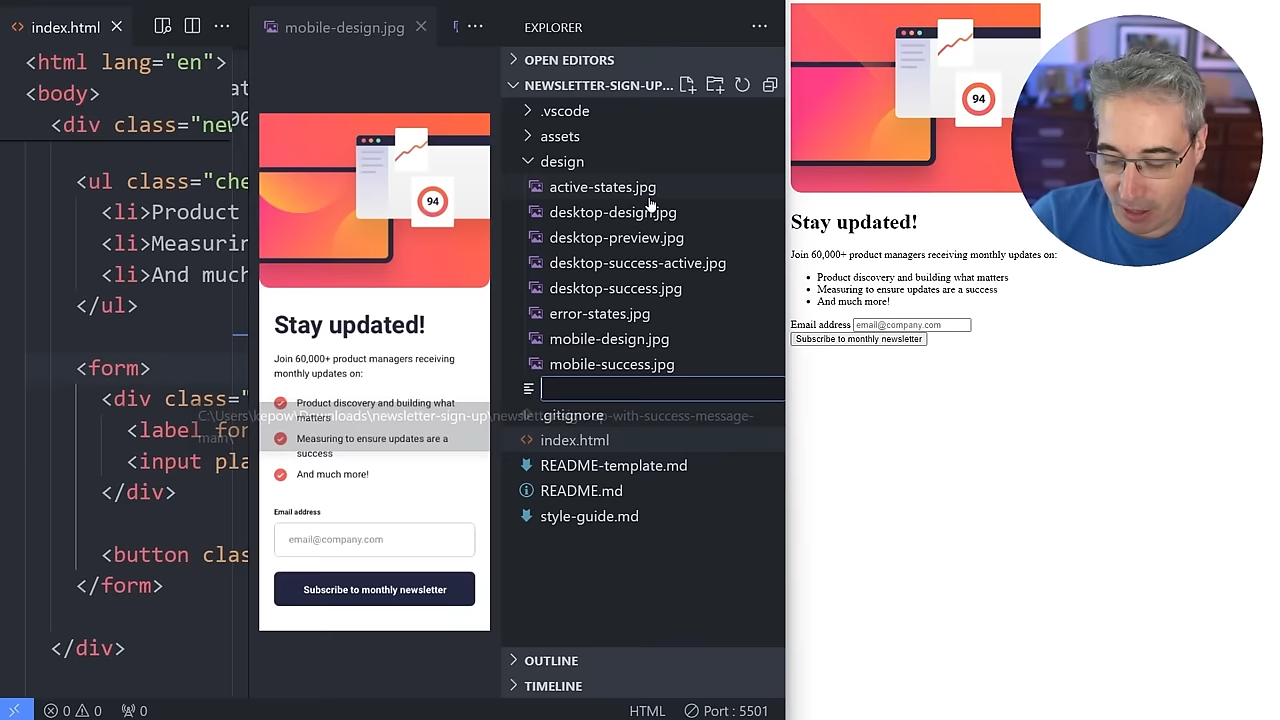 index.html
<html lang="en">
<body>
<div class="nev
<ul class="che
<li>Product
<li>Measurin
<li>And much
</ul>
<form>
<div class="
<label for
<input pla
</div>
<button clas
</form>
</div>
0 0 0
mobile-design.jpg
94
Stay updated!
Join 60,000+ product managers receiving
monthly updates on:
Product discovery and building what
matters
Measuring to ensure updates are a
success
And much more!
Email address
email@company.com
Subscribe to monthly newsletter
EXPLORER
OPEN EDITORS
NEWSLETTER-SIGN-UP...
.vscode
assets
design
active-states.jpg
desktop-design.jpg
desktop-preview.jpg
desktop-success-active.jpg
desktop-success.jpg
error-states.jpg
mobile-design.jpg
mobile-success.jpg
.gitignore
index.html
README-template.md
README.md
style-guide.md
OUTLINE
TIMELINE
HTML
Port : 5501
94
Stay updated!
Join 60,000+ product managers receiving monthly updates on:
Product discovery and building what matters
Measuring to ensure updates are a success
And much more!
Email address email@company.com
Subscribe to monthly newsletter